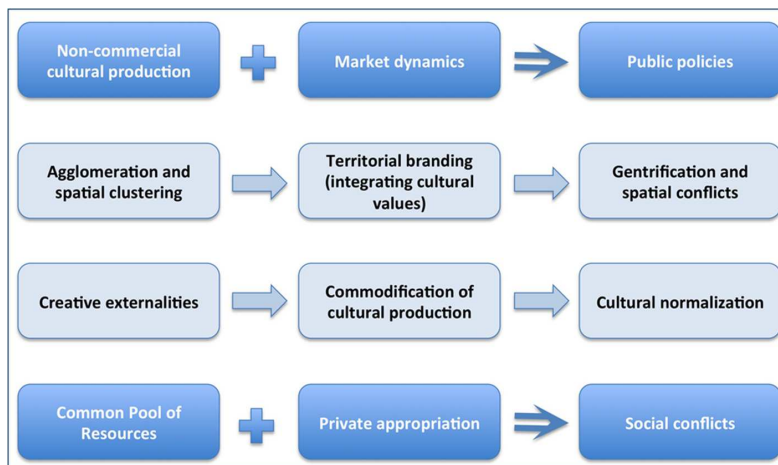 Non-commercial
cultural production
Market dynamics
Public policies
Agglomeration and
spatial clustering
Territorial branding
(integrating cultural
values)
Gentrification and
spatial conflicts
Creative externalities
Commodification of
cultural production
Cultural normalization
Common Pool of
Resources
Private appropriation
Social conflicts